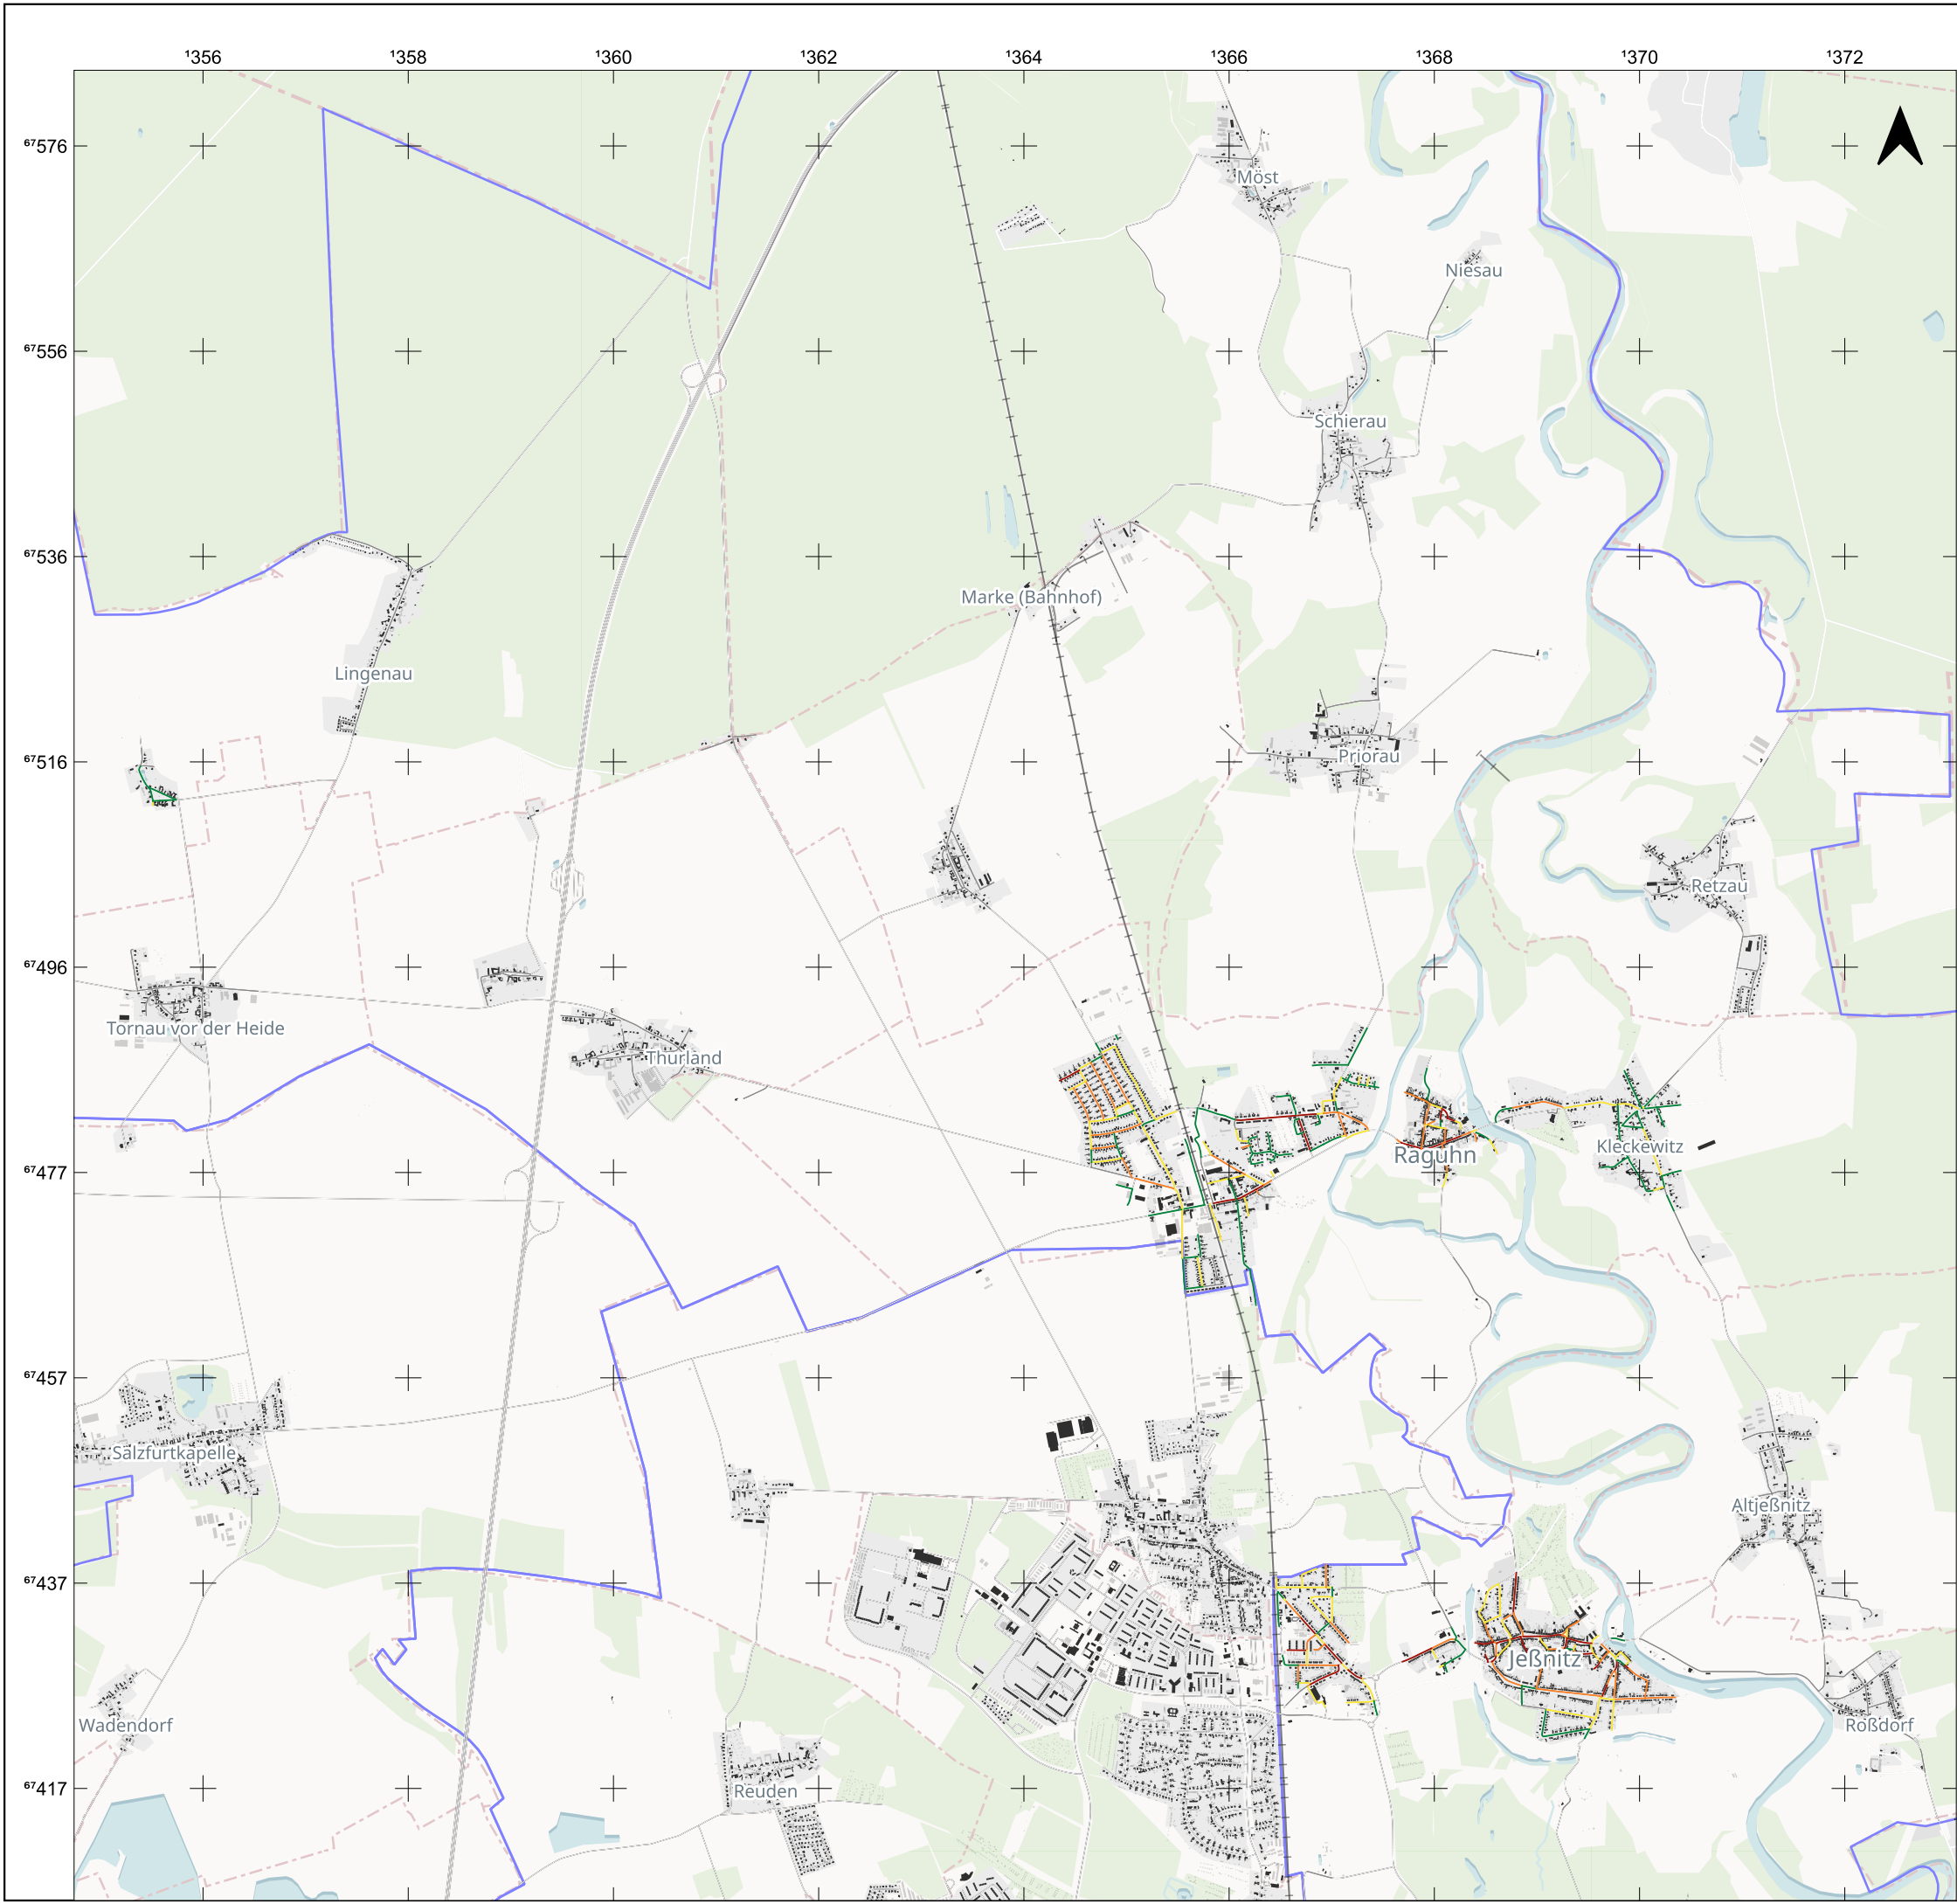 ¹356 ¹358 ¹360 ¹362 ¹364 ¹366 ¹368 ¹370 ¹372
⁶⁷576
Möst
Niesau
⁶⁷556
Schierau
⁶⁷536
Marke (Bahnhof)
Lingenau
⁶⁷516
Priorau
Retzau
⁶⁷496
Tornau vor der Heide
Thurland
Kleckewitz
Raguhn
⁶⁷477
⁶⁷457
Salzfurtkapelle
Altjeßnitz
⁶⁷437
Jeßnitz
Wadendorf
Roßdorf
⁶⁷417
Reuden